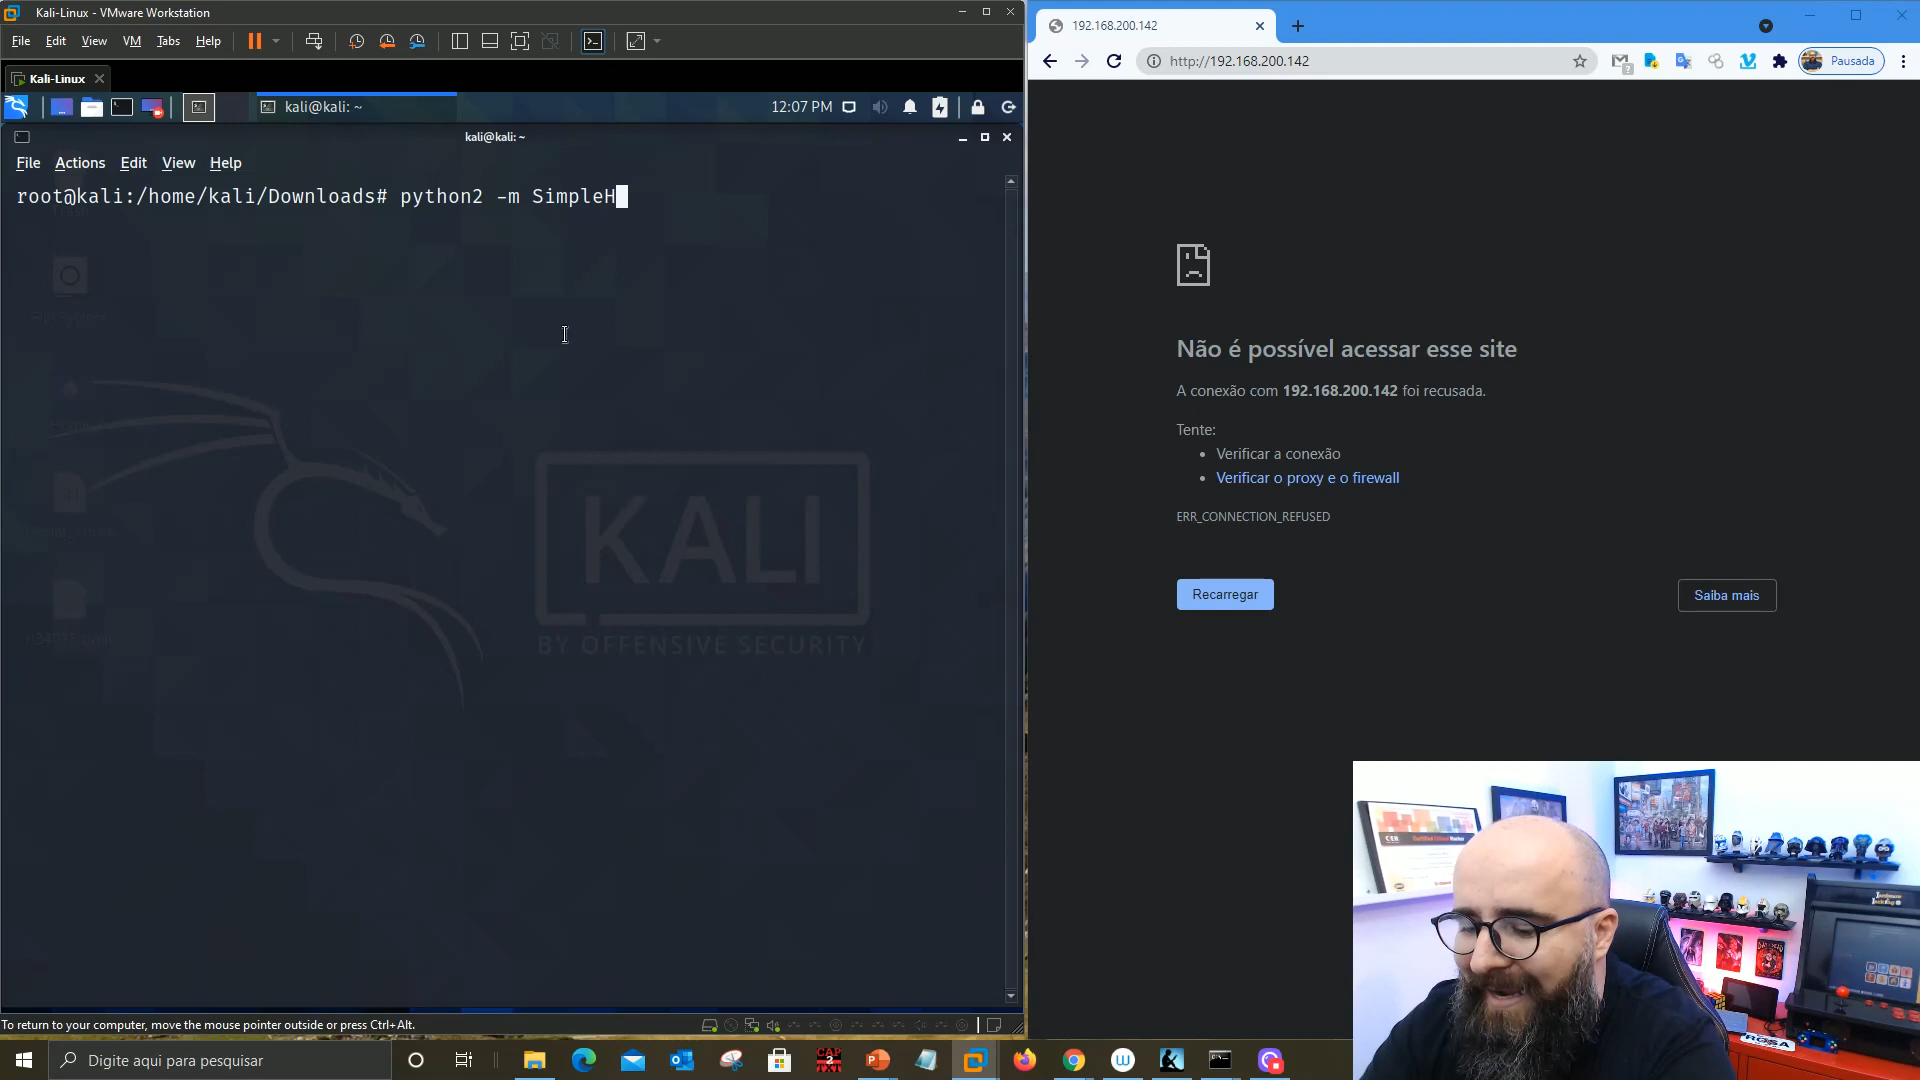 Kali-Linux - VMware Workstation
File Edit View VM Tabs Help
Kali-Linux
kali@kali: ~
12:07 PM
kali@kali: ~
File Actions Edit View Help
root@kali:/home/kali/Downloads# python2 -m SimpleH
KALI
BY OFFENSIVE SECURITY
To return to your computer, move the mouse pointer outside or press Ctrl+Alt.
192.168.200.142
http://192.168.200.142
Pausada
Não é possível acessar esse site
A conexão com 192.168.200.142 foi recusada.
Tente:
Verificar a conexão
Verificar o proxy e o firewall
ERR_CONNECTION_REFUSED
Recarregar
Saiba mais
Digite aqui para pesquisar
CAP
2
TXT